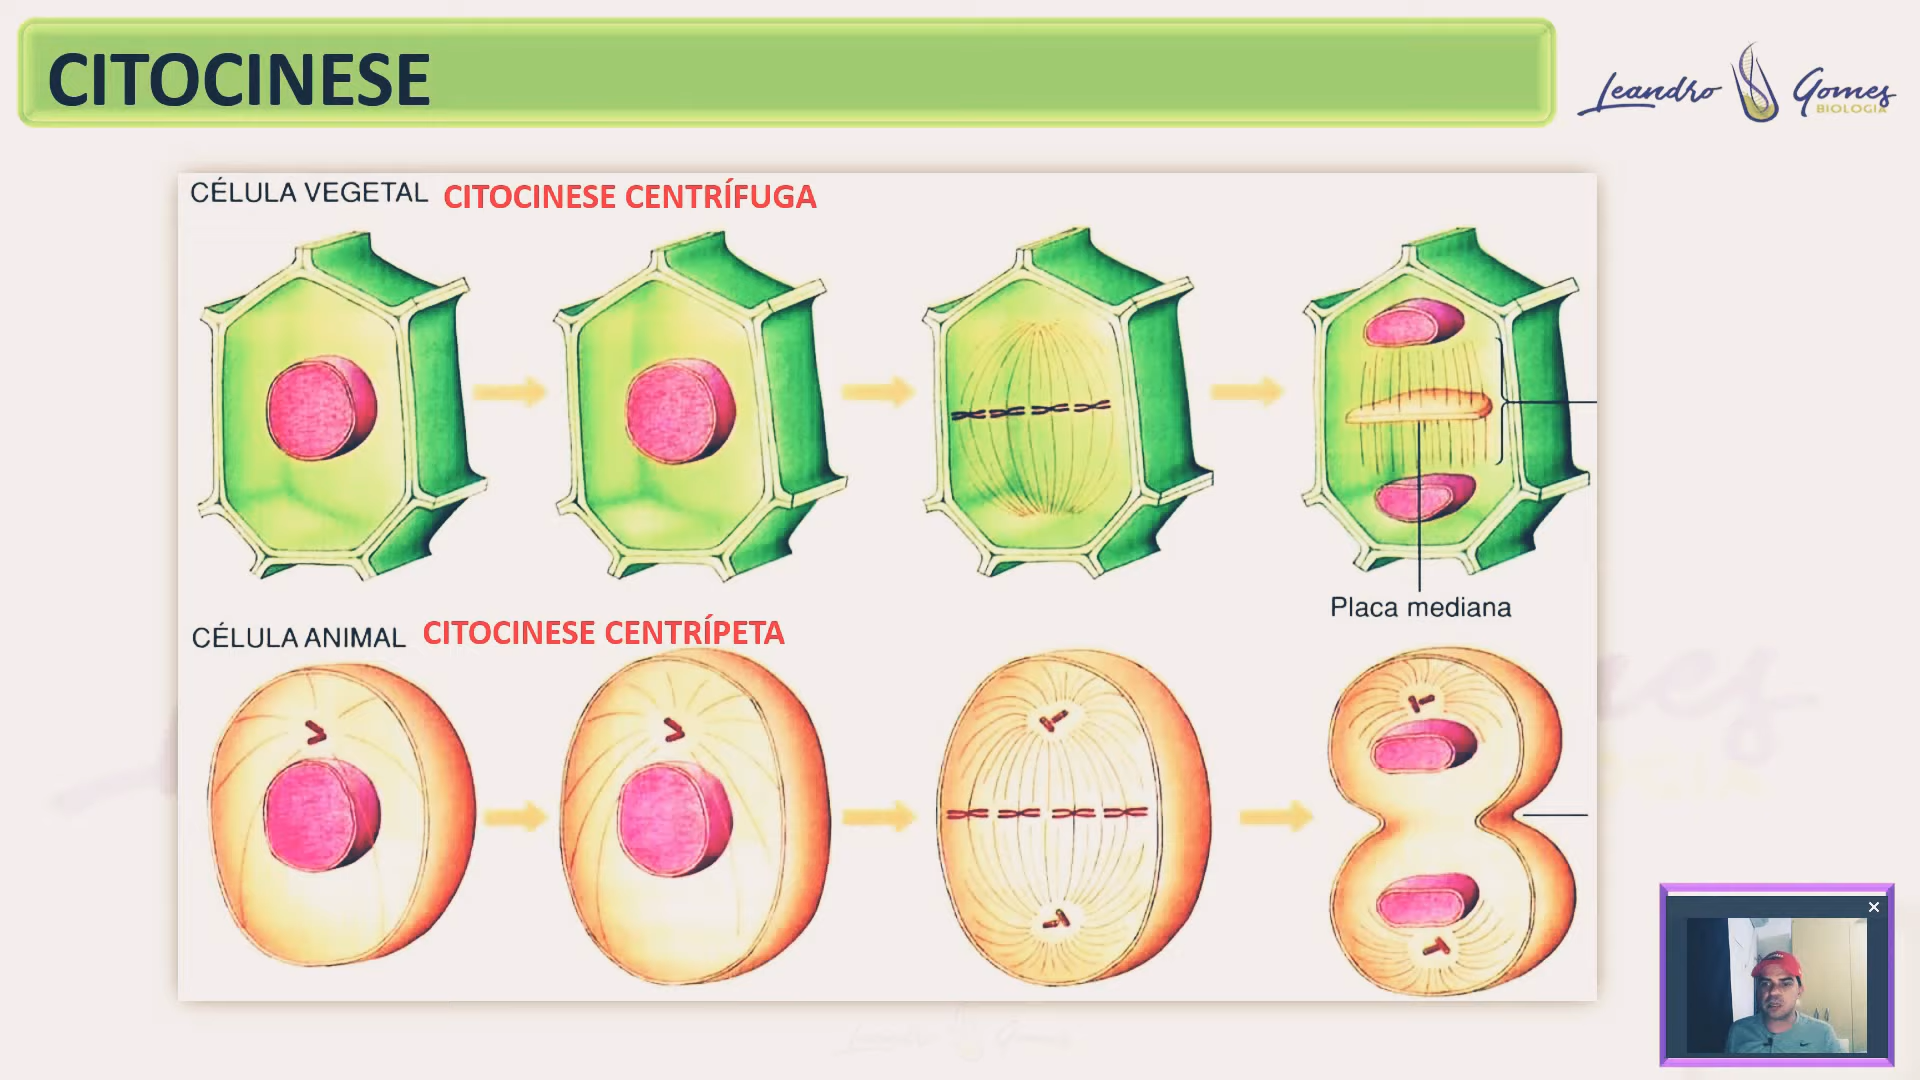 CITOCINESE
Leandro Gomes
BIOLOGIA
CÉLULA VEGETAL CITOCINESE CENTRÍFUGA
Placa mediana
CÉLULA ANIMAL CITOCINESE CENTRÍPETA